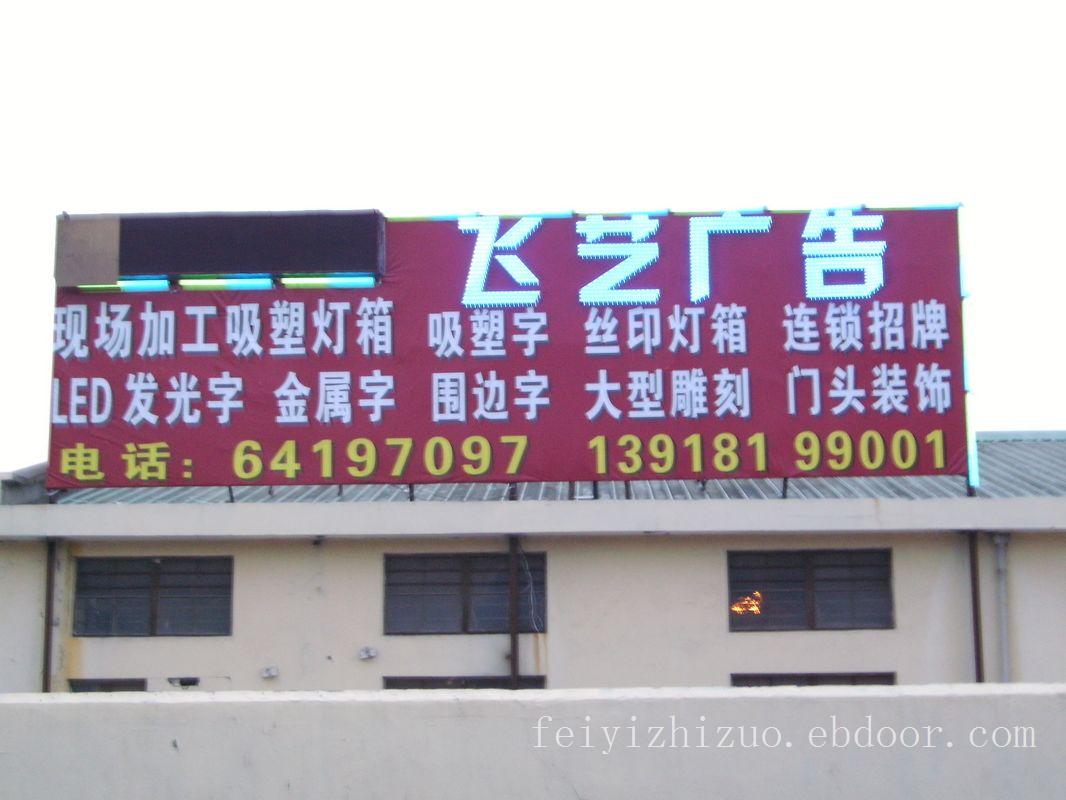 飞艺广告
现场加工吸塑灯箱 吸塑字 丝印灯箱 连锁招牌
LED发光字 金属字 围边字 大型雕刻 门头装饰
电话：64197097 139181 99001
feiyizhizuo.ebdoor.com